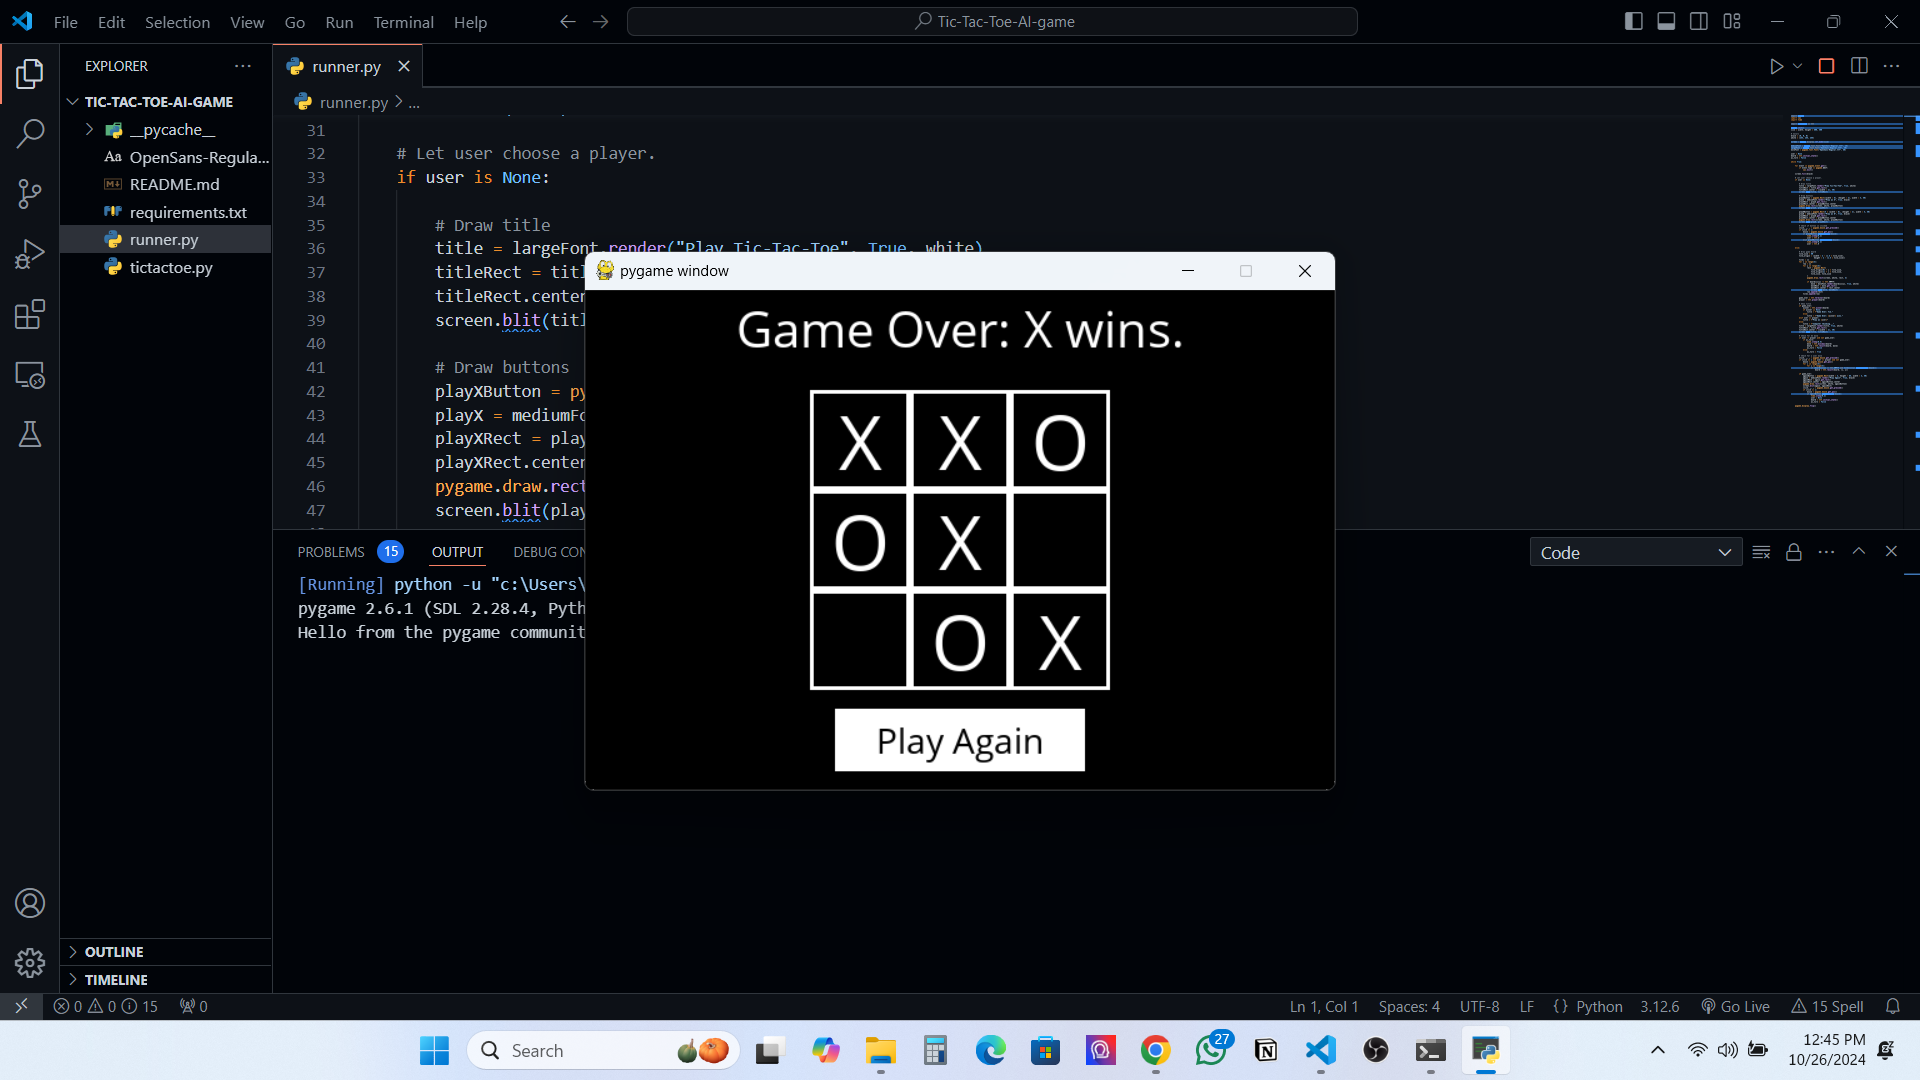 File Edit Selection View Go Run Terminal Help
Tic-Tac-Toe-AI-game
EXPLORER
TIC-TAC-TOE-AI-GAME
__pycache__
OpenSans-Regula...
README.md
requirements.txt
runner.py
tictactoe.py
OUTLINE
TIMELINE
runner.py
runner.py > ...
31
32 # Let user choose a player.
33 if user is None:
34
35 # Draw title
36 title = largeFont.render("Play Tic-Tac-Toe", True, white)
37 titleRect = titl
38 titleRect.center
39 screen.blit(titl
40
41 # Draw buttons
42 playXButton = py
43 playX = mediumFo
44 playXRect = play
45 playXRect.center
46 pygame.draw.rect
47 screen.blit(play
pygame window
Game Over: X wins.
X X O
O X
O X
Play Again
PROBLEMS 15 OUTPUT DEBUG CON
Code
[Running] python -u "c:\Users\
pygame 2.6.1 (SDL 2.28.4, Pyth
Hello from the pygame communit
0 0 15 0
Ln 1, Col 1 Spaces: 4 UTF-8 LF {} Python 3.12.6 Go Live 15 Spell
Search
27
12:45 PM
10/26/2024